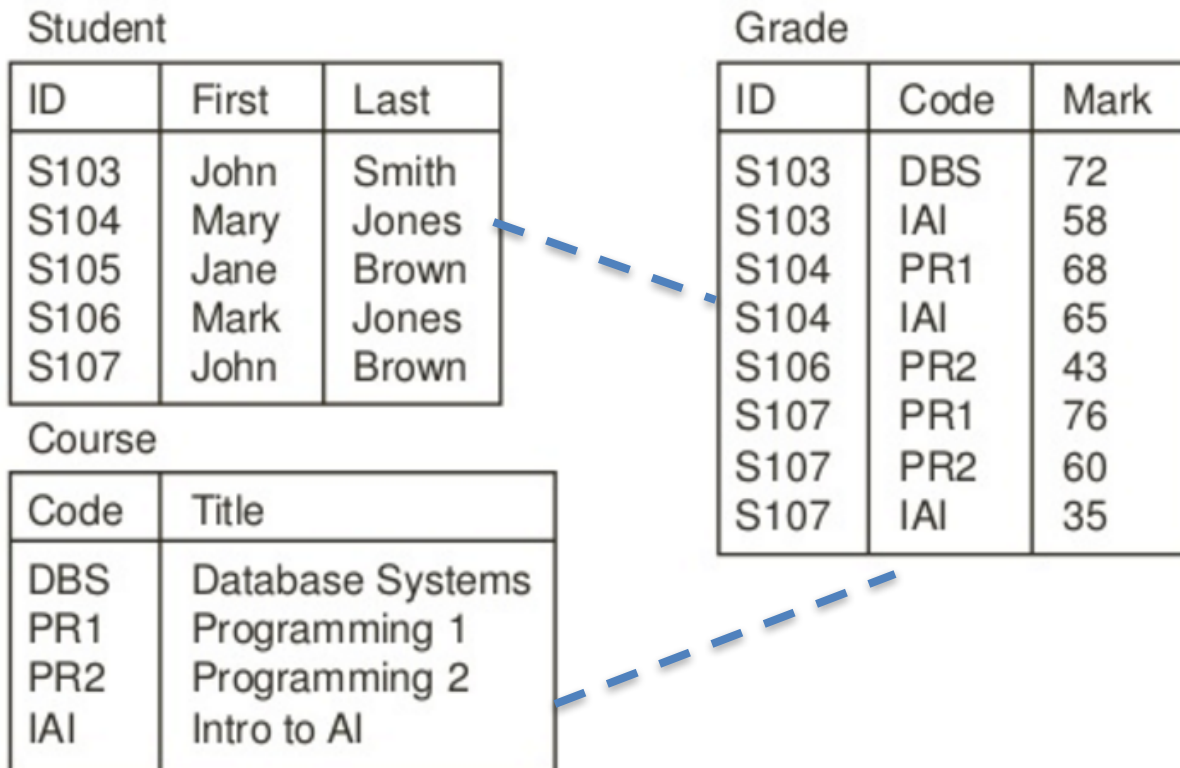 Student
ID First Last
S103 John Smith
S104 Mary Jones
S105 Jane Brown
S106 Mark Jones
S107 John Brown
Course
Code Title
DBS Database Systems
PR1 Programming 1
PR2 Programming 2
IAI Intro to AI
Grade
ID Code Mark
S103 DBS 72
S103 IAI 58
S104 PR1 68
S104 IAI 65
S106 PR2 43
S107 PR1 76
S107 PR2 60
S107 IAI 35